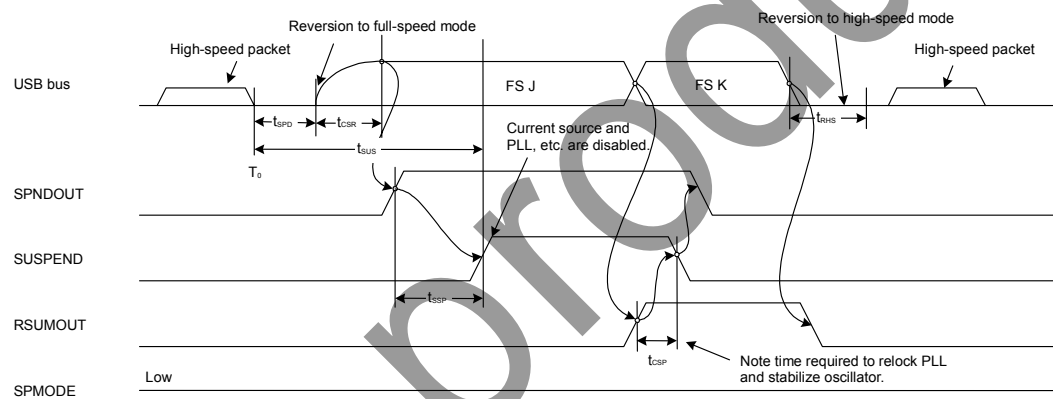 Reversion to full-speed mode
Reversion to high-speed mode
High-speed packet
High-speed packet
USB bus
FS J
FS K
tSPD
tCSR
tRHS
tSUS
Current source and
PLL, etc. are disabled.
T0
SPNDOUT
SUSPEND
tSSP
RSUMOUT
tCSP
Note time required to relock PLL
and stabilize oscillator.
Low
SPMODE